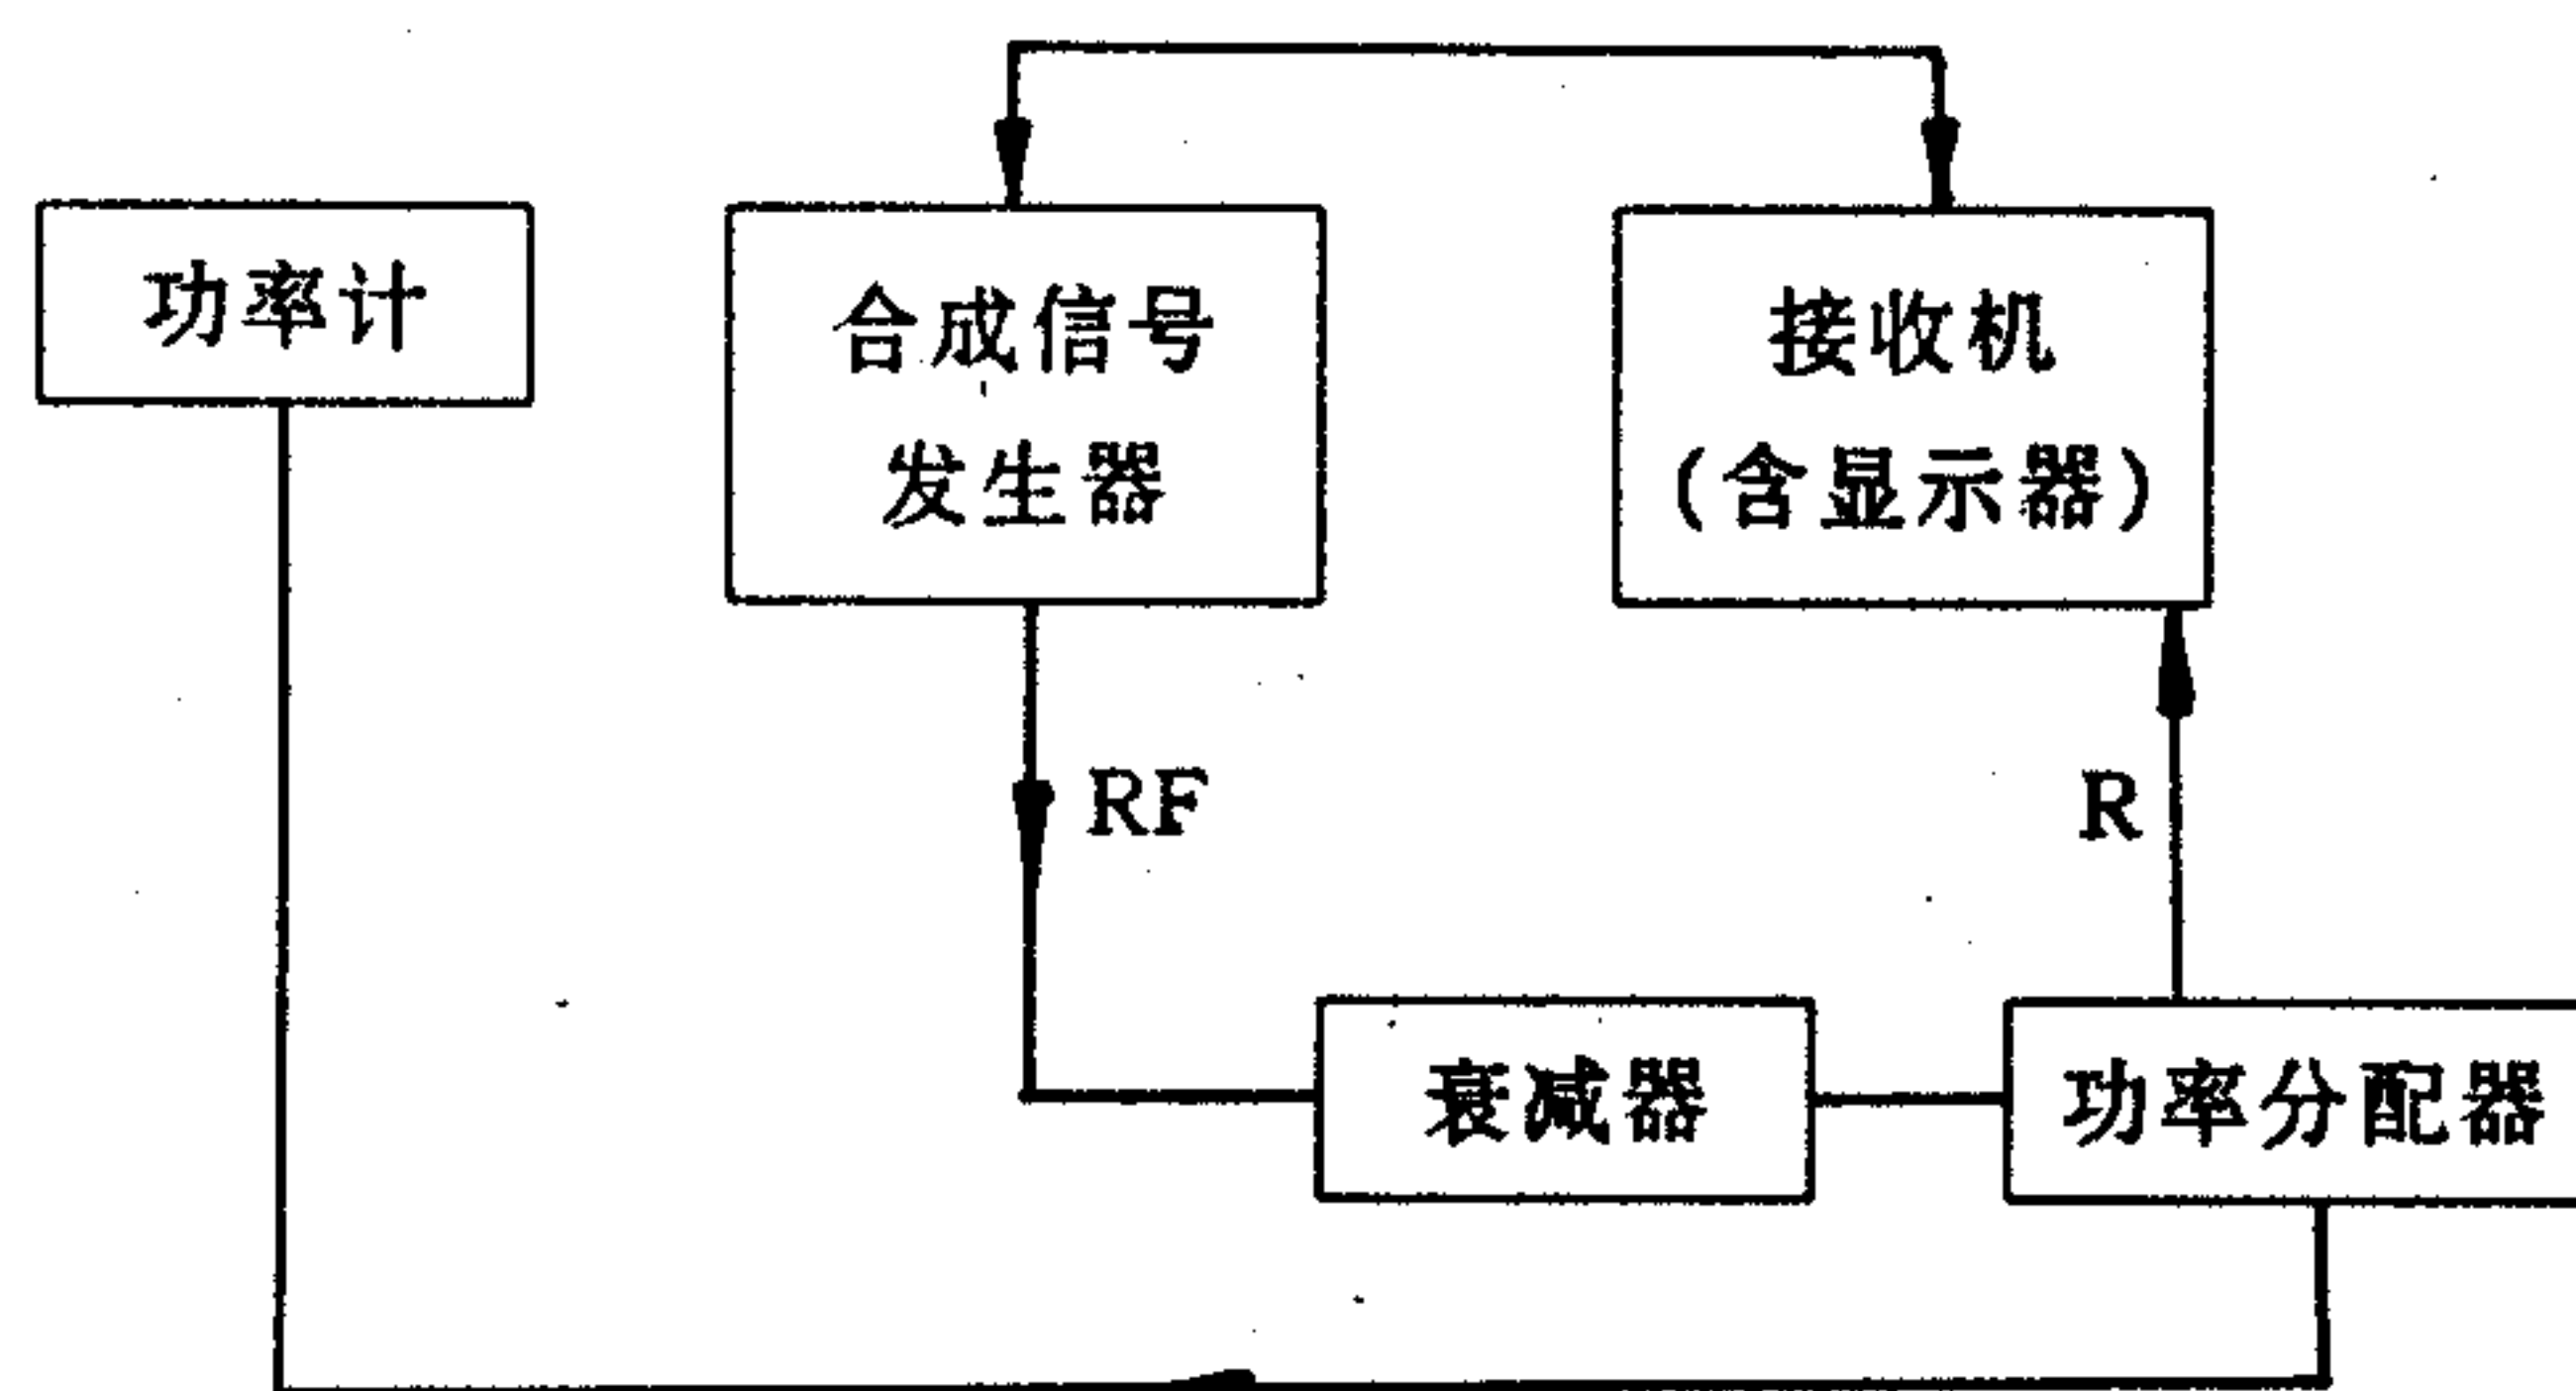 功率计
合成信号
发生器
接收机
(含显示器)
RF
R
衰减器
功率分配器